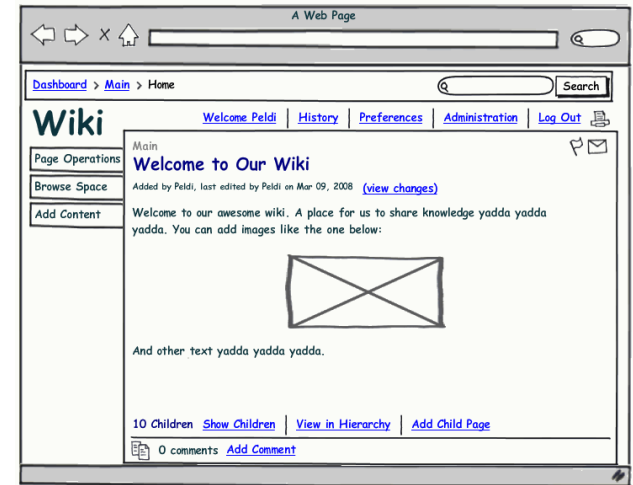 A Web Page
Dashboard > Main > Home
Search
Wiki
Welcome Peldi | History | Preferences | Administration | Log Out
Page Operations
Browse Space
Add Content
Main
Welcome to Our Wiki
Added by Peldi, last edited by Peldi on Mar 09, 2008 (view changes)
Welcome to our awesome wiki. A place for us to share knowledge yadda yadda
yadda. You can add images like the one below:
And other text yadda yadda yadda.
10 Children Show Children | View in Hierarchy | Add Child Page
0 comments Add Comment